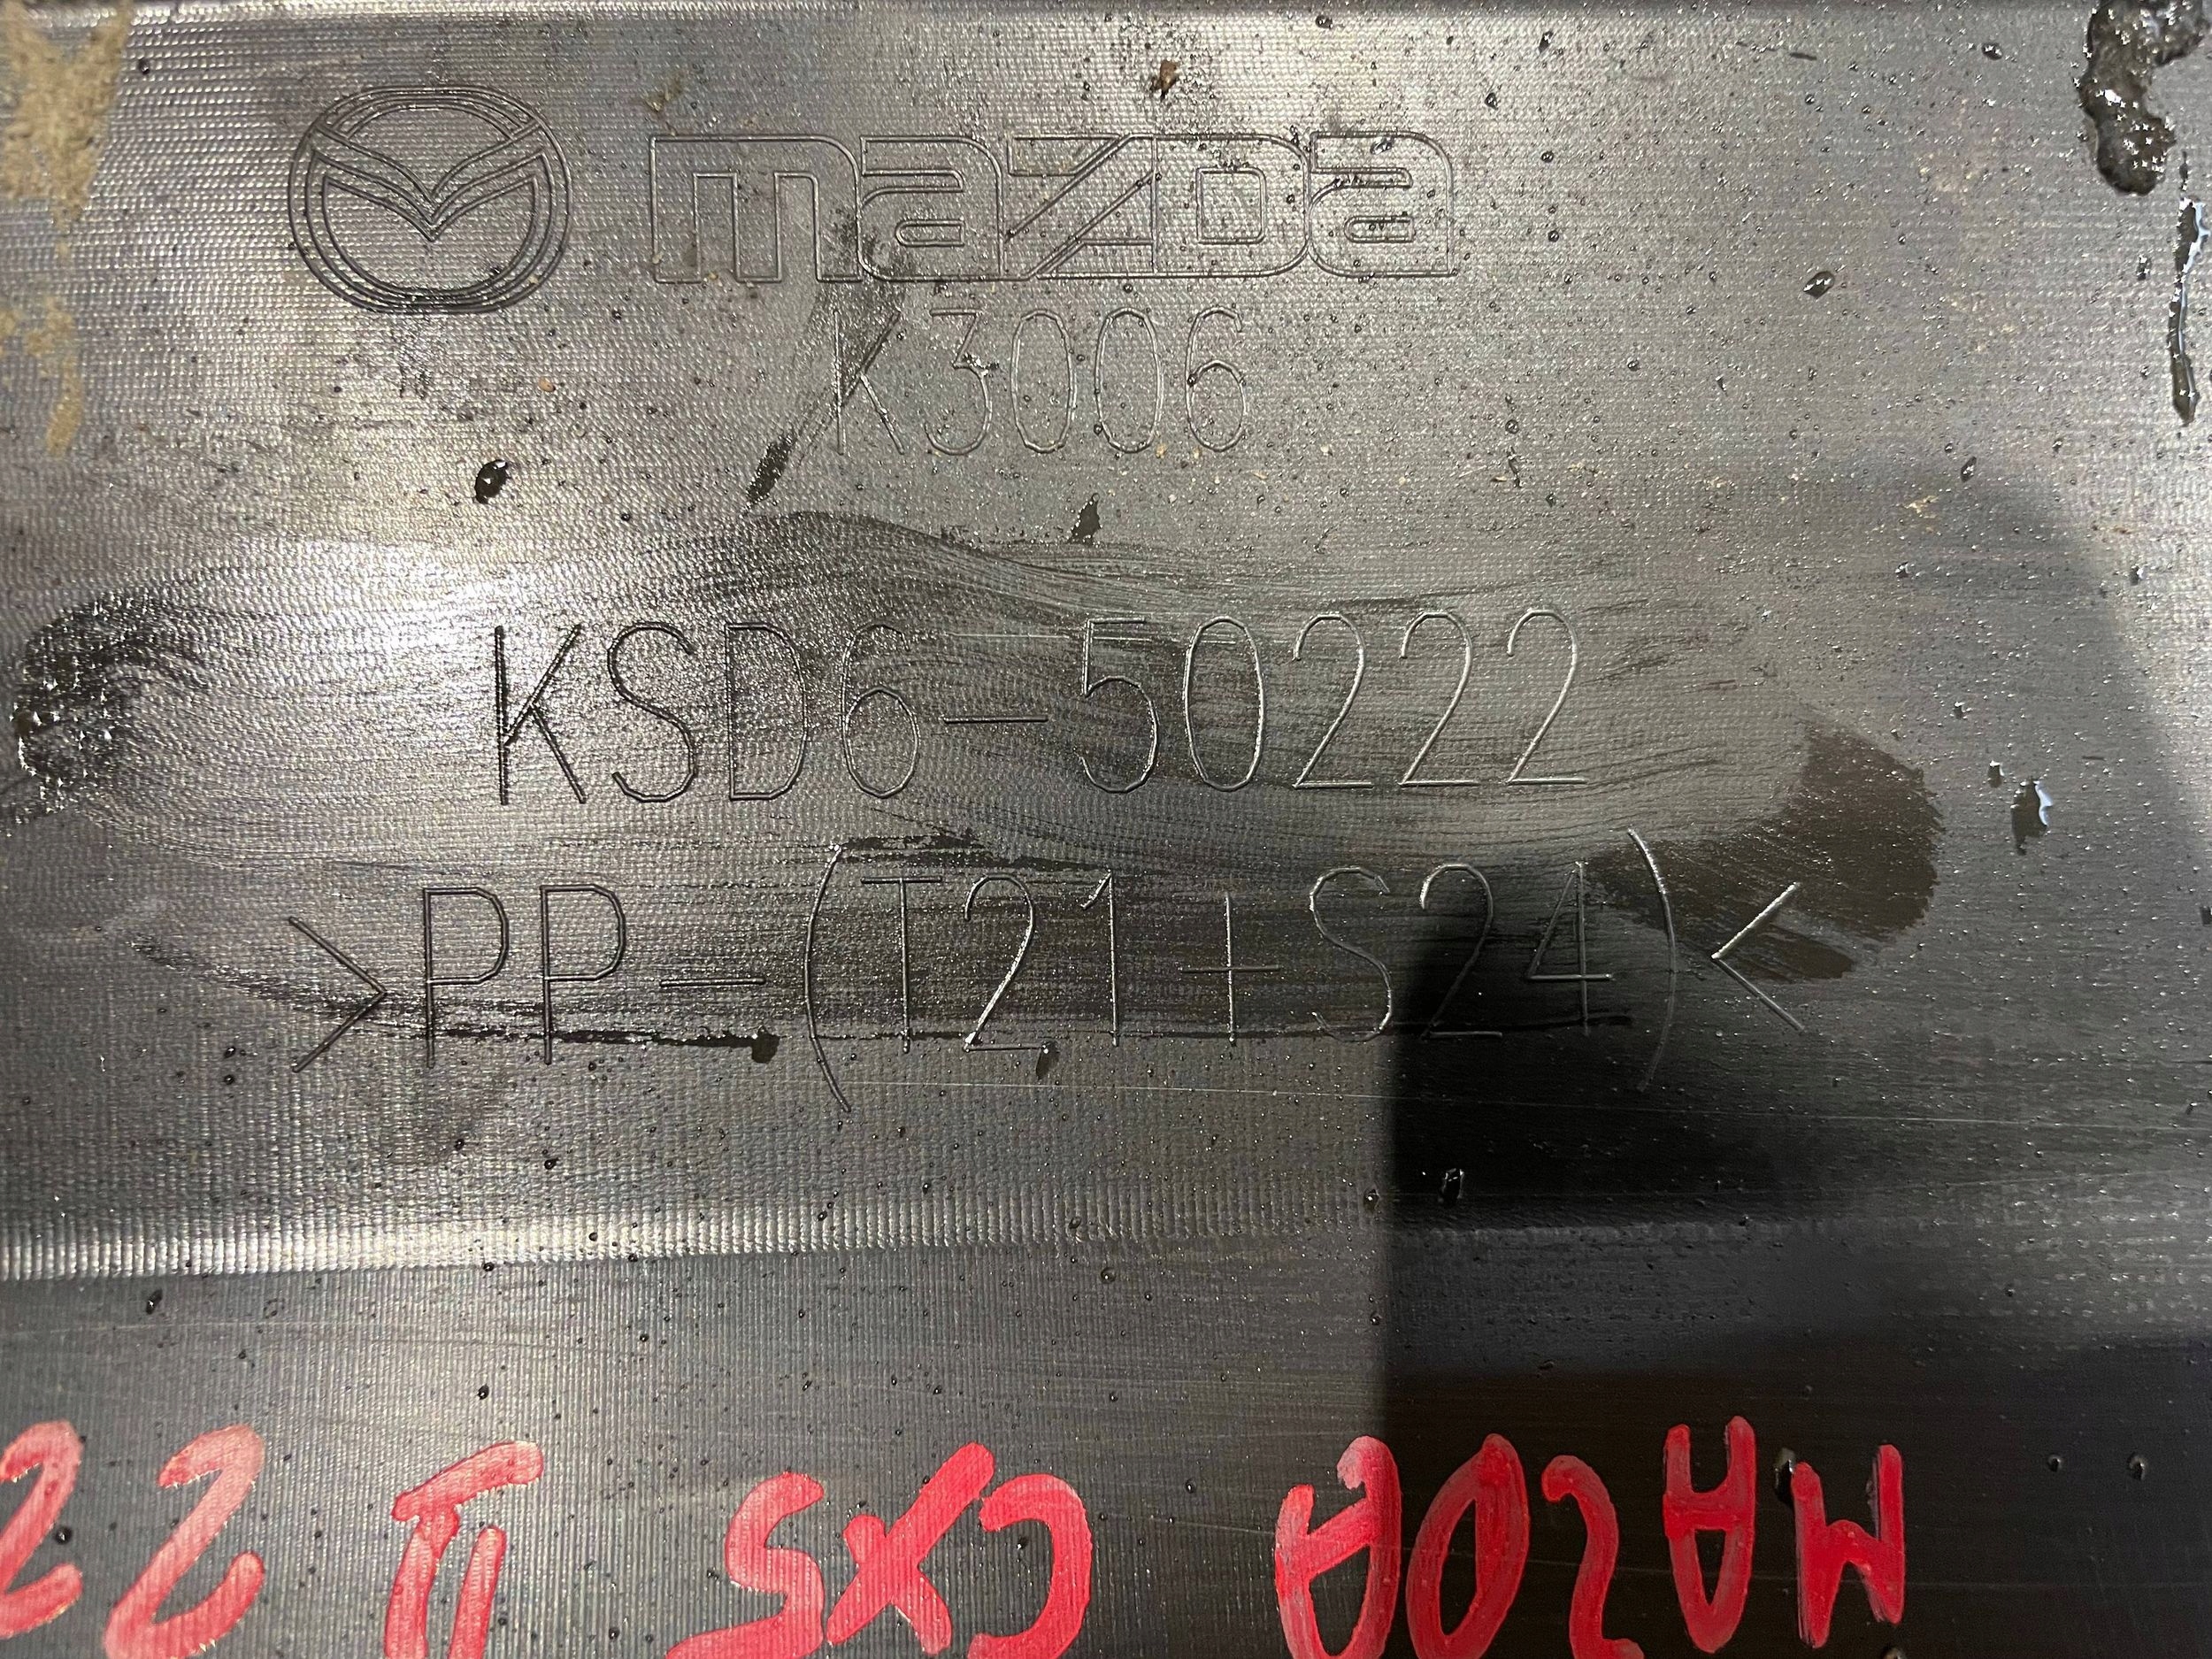 mazda
K3006
KSD6-50222
>PP-(T21+S24)<
MAZDA CX5 II 22